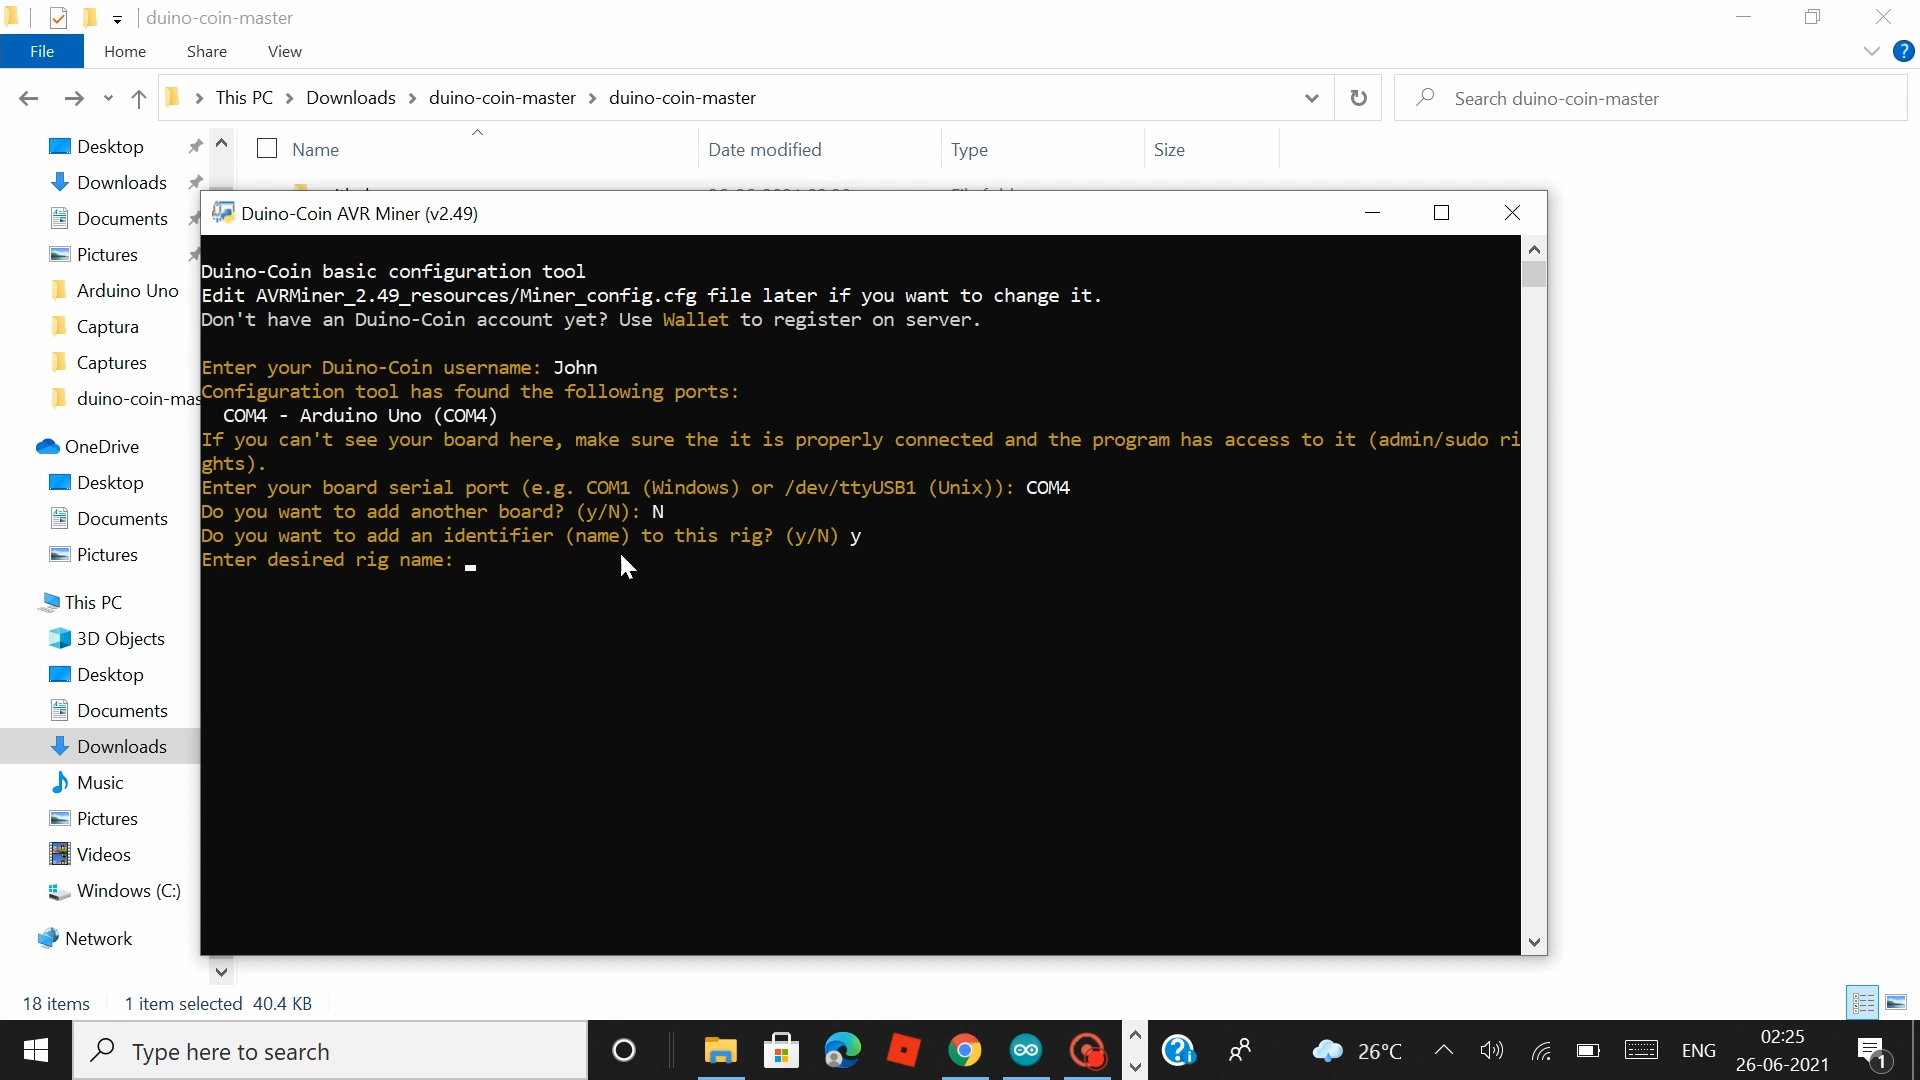 duino-coin-master
File Home Share View
This PC Downloads duino-coin-master duino-coin-master
Search duino-coin-master
Name Date modified Type Size
Desktop
Downloads
Documents
Pictures
Arduino Uno
Captura
Captures
duino-coin-mas
OneDrive
Desktop
Documents
Pictures
This PC
3D Objects
Desktop
Documents
Downloads
Music
Pictures
Videos
Windows (C:)
Network
Duino-Coin AVR Miner (v2.49)
Duino-Coin basic configuration tool
Edit AVRMiner_2.49_resources/Miner_config.cfg file later if you want to change it.
Don't have an Duino-Coin account yet? Use Wallet to register on server.
Enter your Duino-Coin username: John
Configuration tool has found the following ports:
COM4 - Arduino Uno (COM4)
If you can't see your board here, make sure the it is properly connected and the program has access to it (admin/sudo ri
ghts).
Enter your board serial port (e.g. COM1 (Windows) or /dev/ttyUSB1 (Unix)): COM4
Do you want to add another board? (y/N): N
Do you want to add an identifier (name) to this rig? (y/N) y
Enter desired rig name:
18 items 1 item selected 40.4 KB
Type here to search
26°C
ENG
02:25
26-06-2021
1